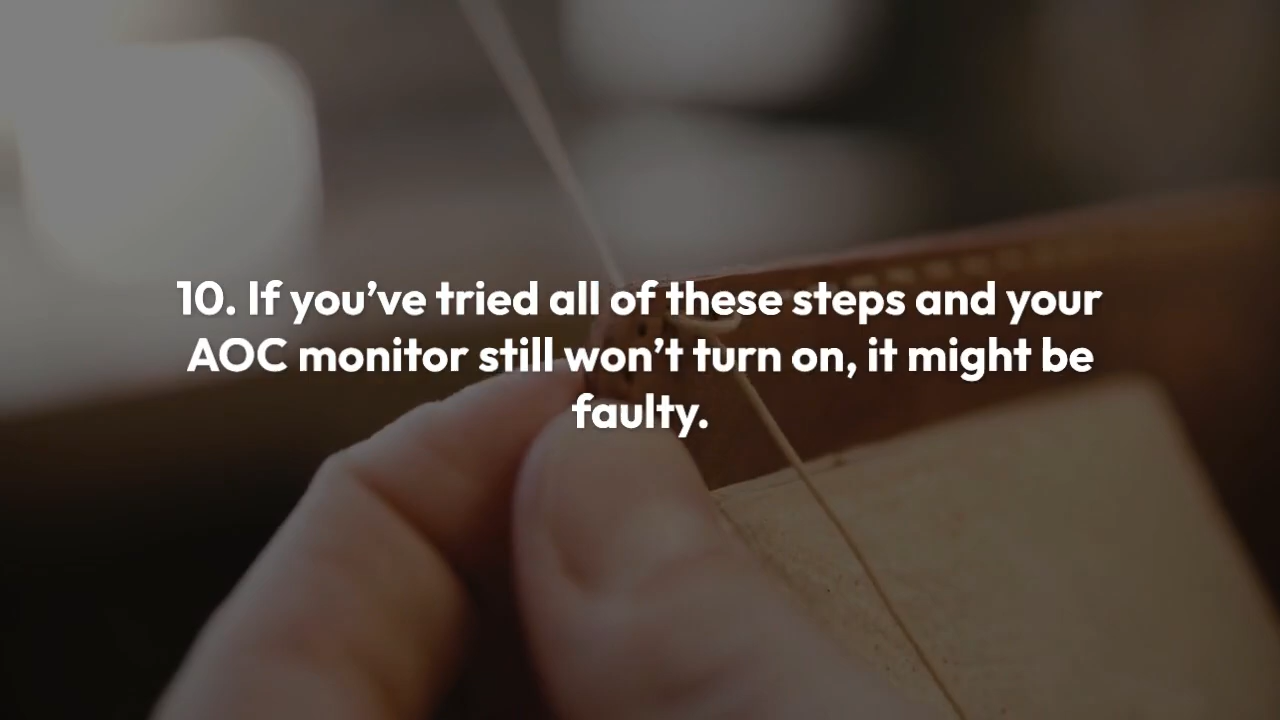 10. If you’ve tried all of these steps and your
AOC monitor still won’t turn on, it might be
faulty.